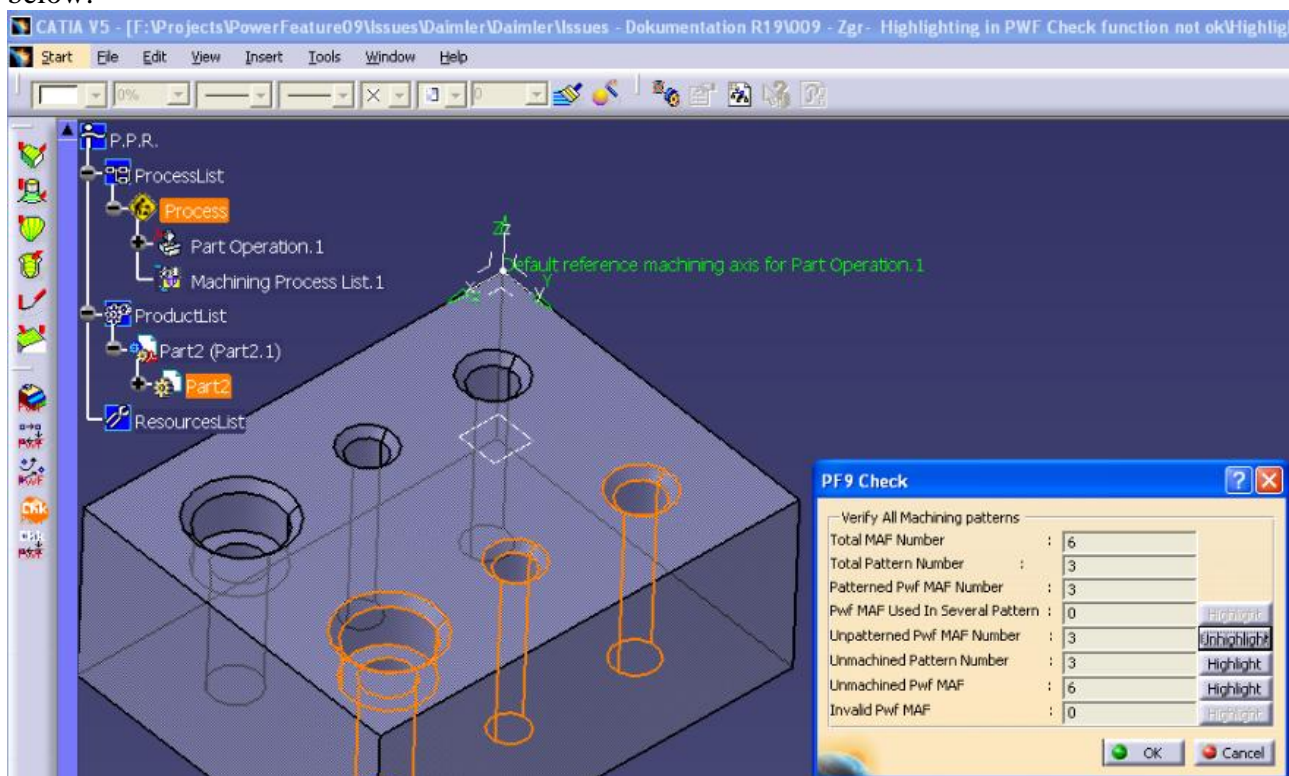 below.
CATIA V5 - [F:\Projects\PowerFeature09\Issues\Daimler\Daimler\Issues - Dokumentation R19\009 - Zgr- Highlighting in PWF Check function not ok\Highlig
Start File Edit View Insert Tools Window Help
0% 0
P.P.R.
ProcessList
Process
Part Operation.1
Machining Process List.1
ProductList
Part2 (Part2.1)
Part2
ResourcesList
Default reference machining axis for Part Operation.1
PF9 Check
Verify All Machining patterns
Total MAF Number : 6
Total Pattern Number : 3
Patterned Pwf MAF Number : 3
Pwf MAF Used In Several Pattern : 0 Highlight
Unpatterned Pwf MAF Number : 3 Unhighlight
Unmachined Pattern Number : 3 Highlight
Unmachined Pwf MAF : 6 Highlight
Invalid Pwf MAF : 0 Highlight
OK Cancel